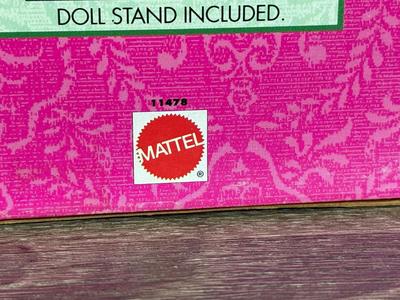 DOLL STAND INCLUDED.
11478
MATTEL
®